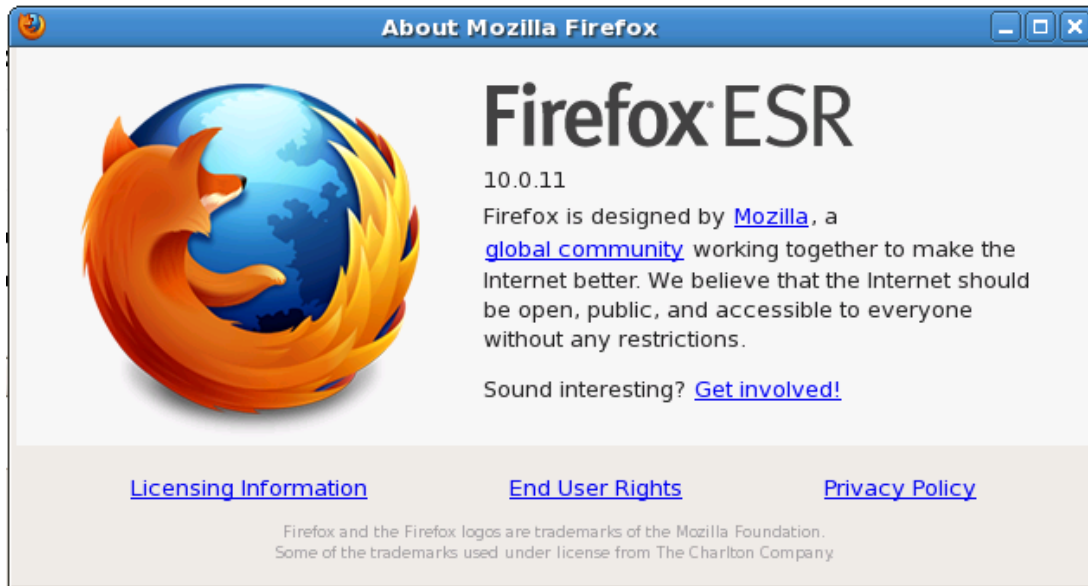 About Mozilla Firefox
Firefox ESR
10.0.11
Firefox is designed by Mozilla, a
global community working together to make the
Internet better. We believe that the Internet should
be open, public, and accessible to everyone
without any restrictions.
Sound interesting? Get involved!
Licensing Information End User Rights Privacy Policy
Firefox and the Firefox logos are trademarks of the Mozilla Foundation.
Some of the trademarks used under license from The Charlton Company.